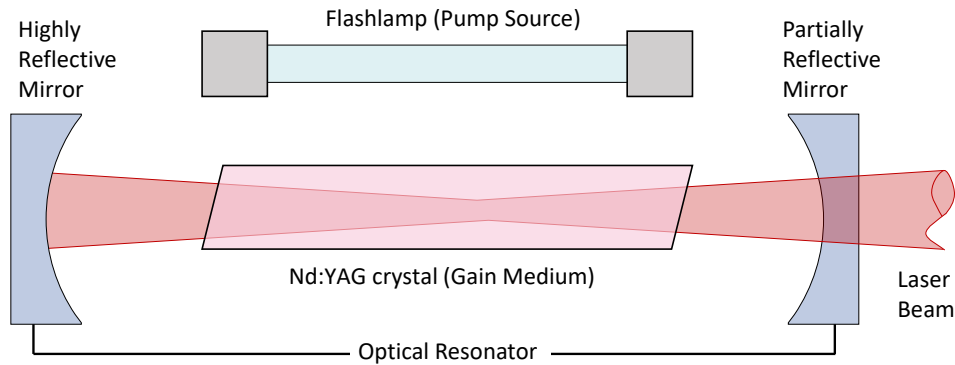 Flashlamp (Pump Source)
Highly
Reflective
Mirror
Partially
Reflective
Mirror
Nd:YAG crystal (Gain Medium)
Laser
Beam
Optical Resonator